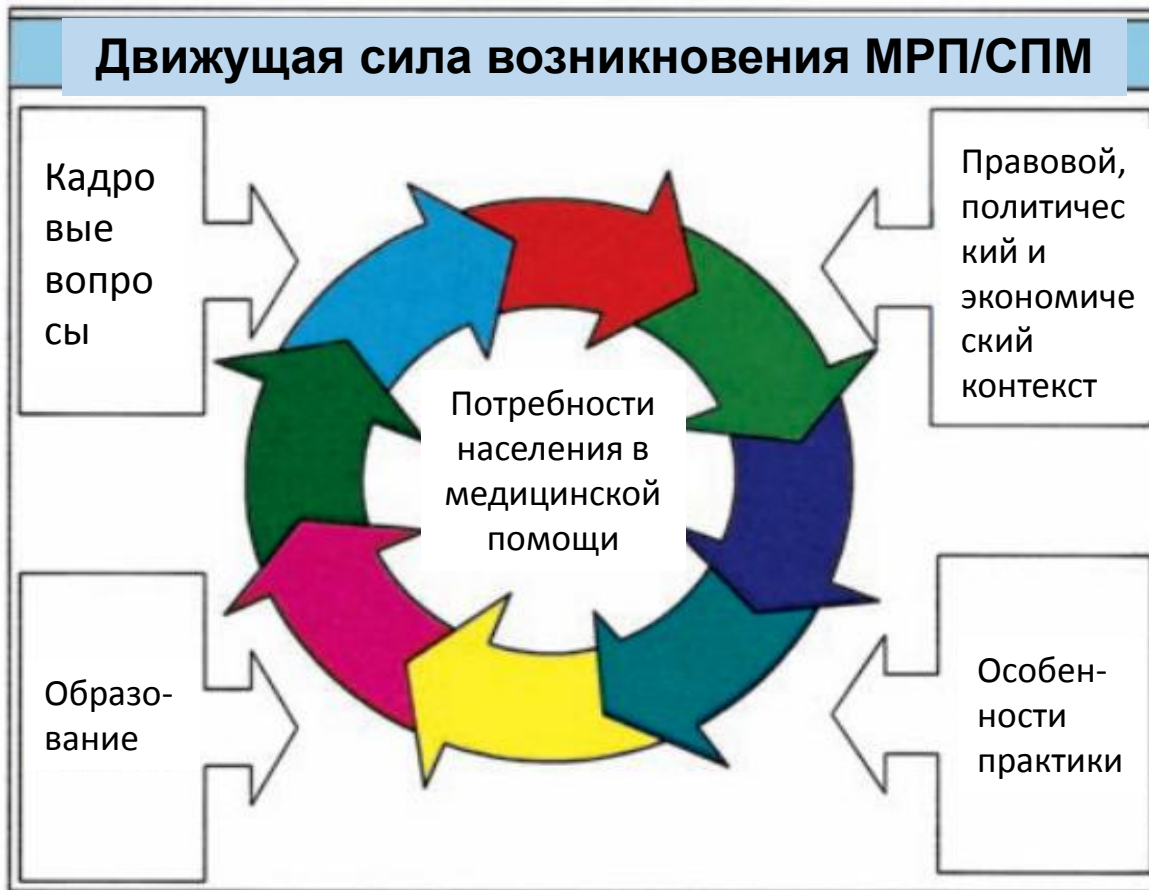 Движущая сила возникновения МРП/СПМ
Кадро
вые
вопро
сы
Правовой,
политичес
кий и
экономиче
ский
контекст
Потребности
населения в
медицинской
помощи
Образо-
вание
Особен-
ности
практики